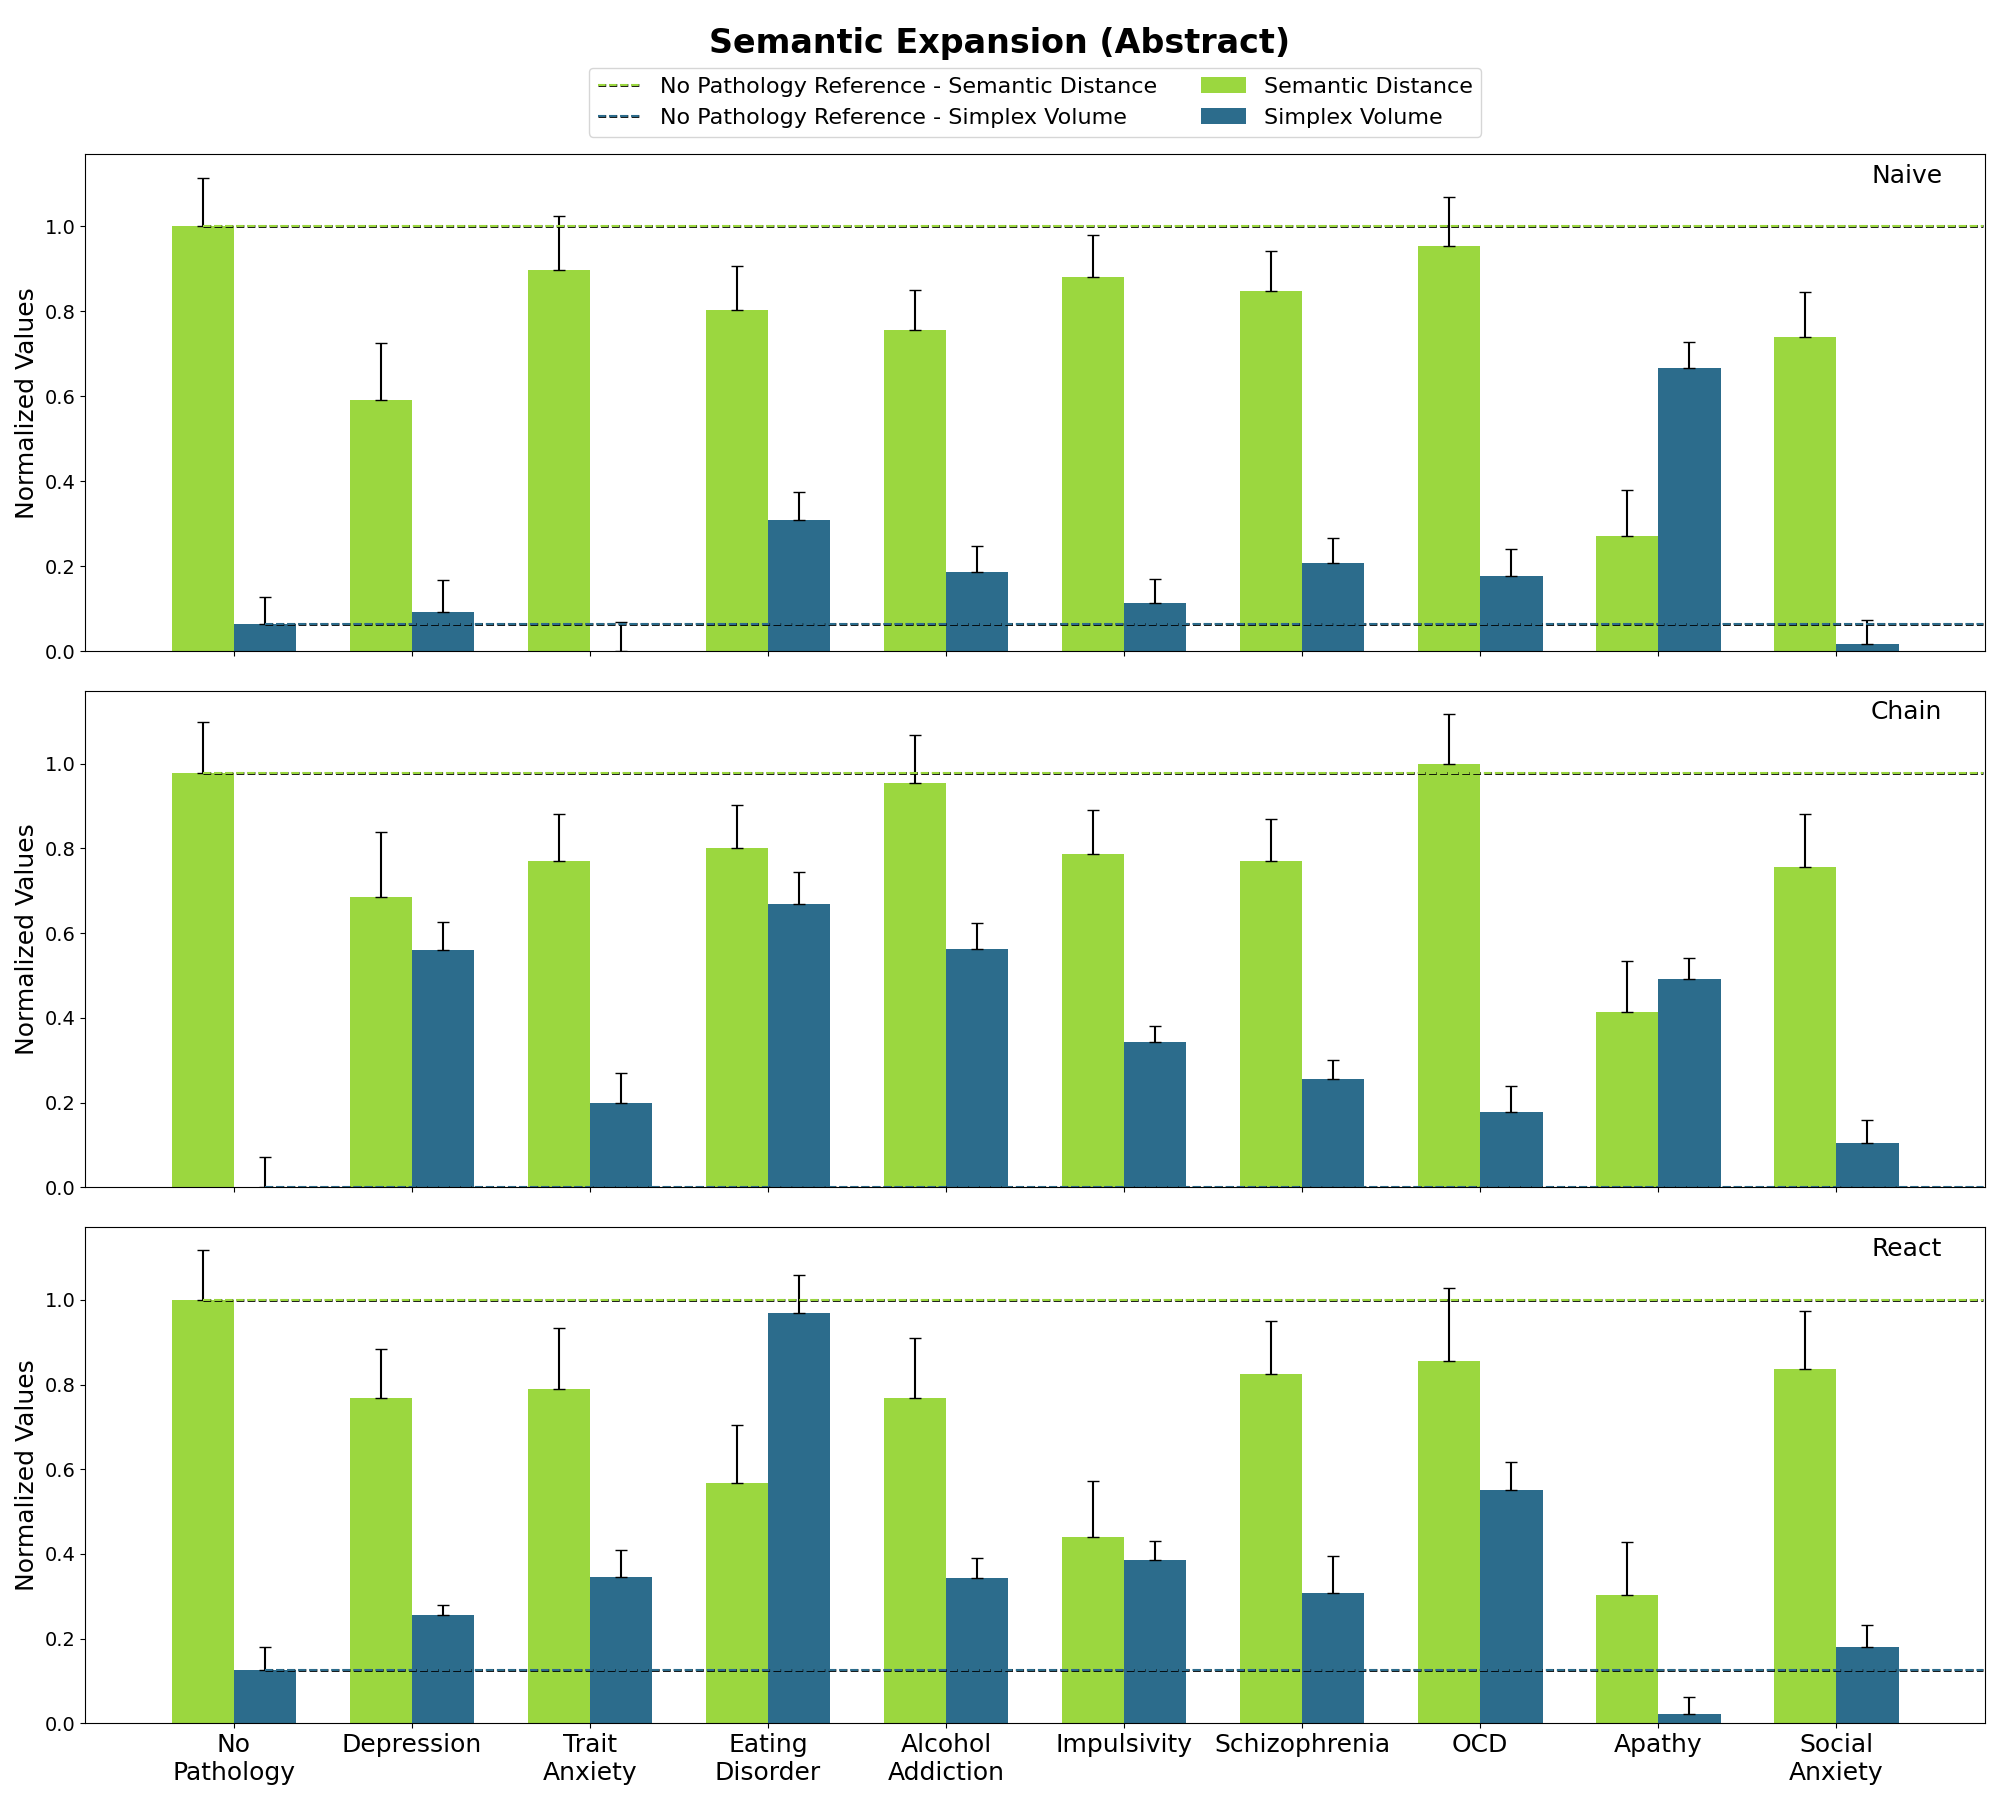 Semantic Expansion (Abstract)
No Pathology Reference - Semantic Distance
No Pathology Reference - Simplex Volume
Semantic Distance
Simplex Volume
Naive
Normalized Values
1.0
0.8
0.6
0.4
0.2
0.0
Chain
Normalized Values
1.0
0.8
0.6
0.4
0.2
0.0
React
Normalized Values
1.0
0.8
0.6
0.4
0.2
0.0
No
Pathology
Depression
Trait
Anxiety
Eating
Disorder
Alcohol
Addiction
Impulsivity
Schizophrenia
OCD
Apathy
Social
Anxiety